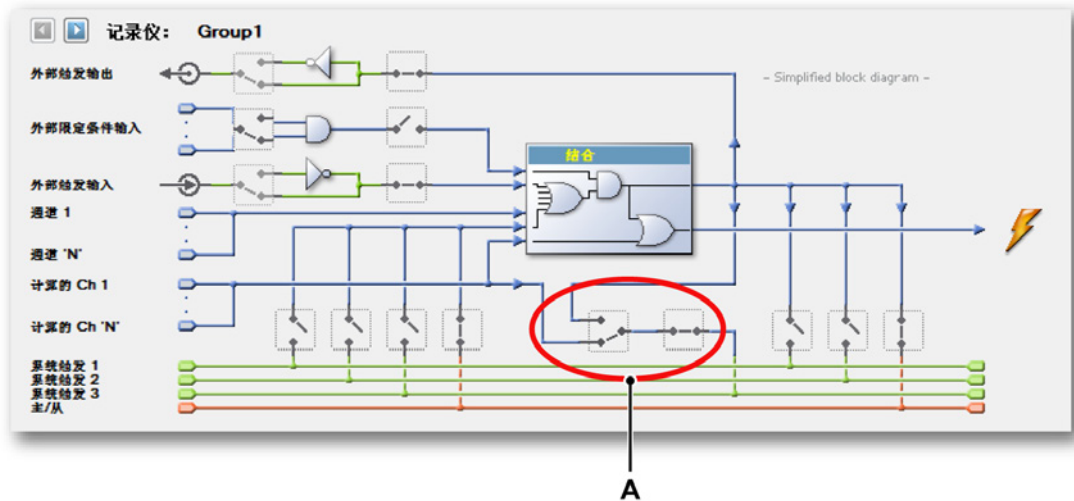 记录仪： Group1
外部触发输出
- Simplified block diagram -
外部限定条件输入
结合
外部触发输入
通道 1
通道 'N'
计算的 Ch 1
计算的 Ch 'N'
系统触发 1
系统触发 2
系统触发 3
主/从
A